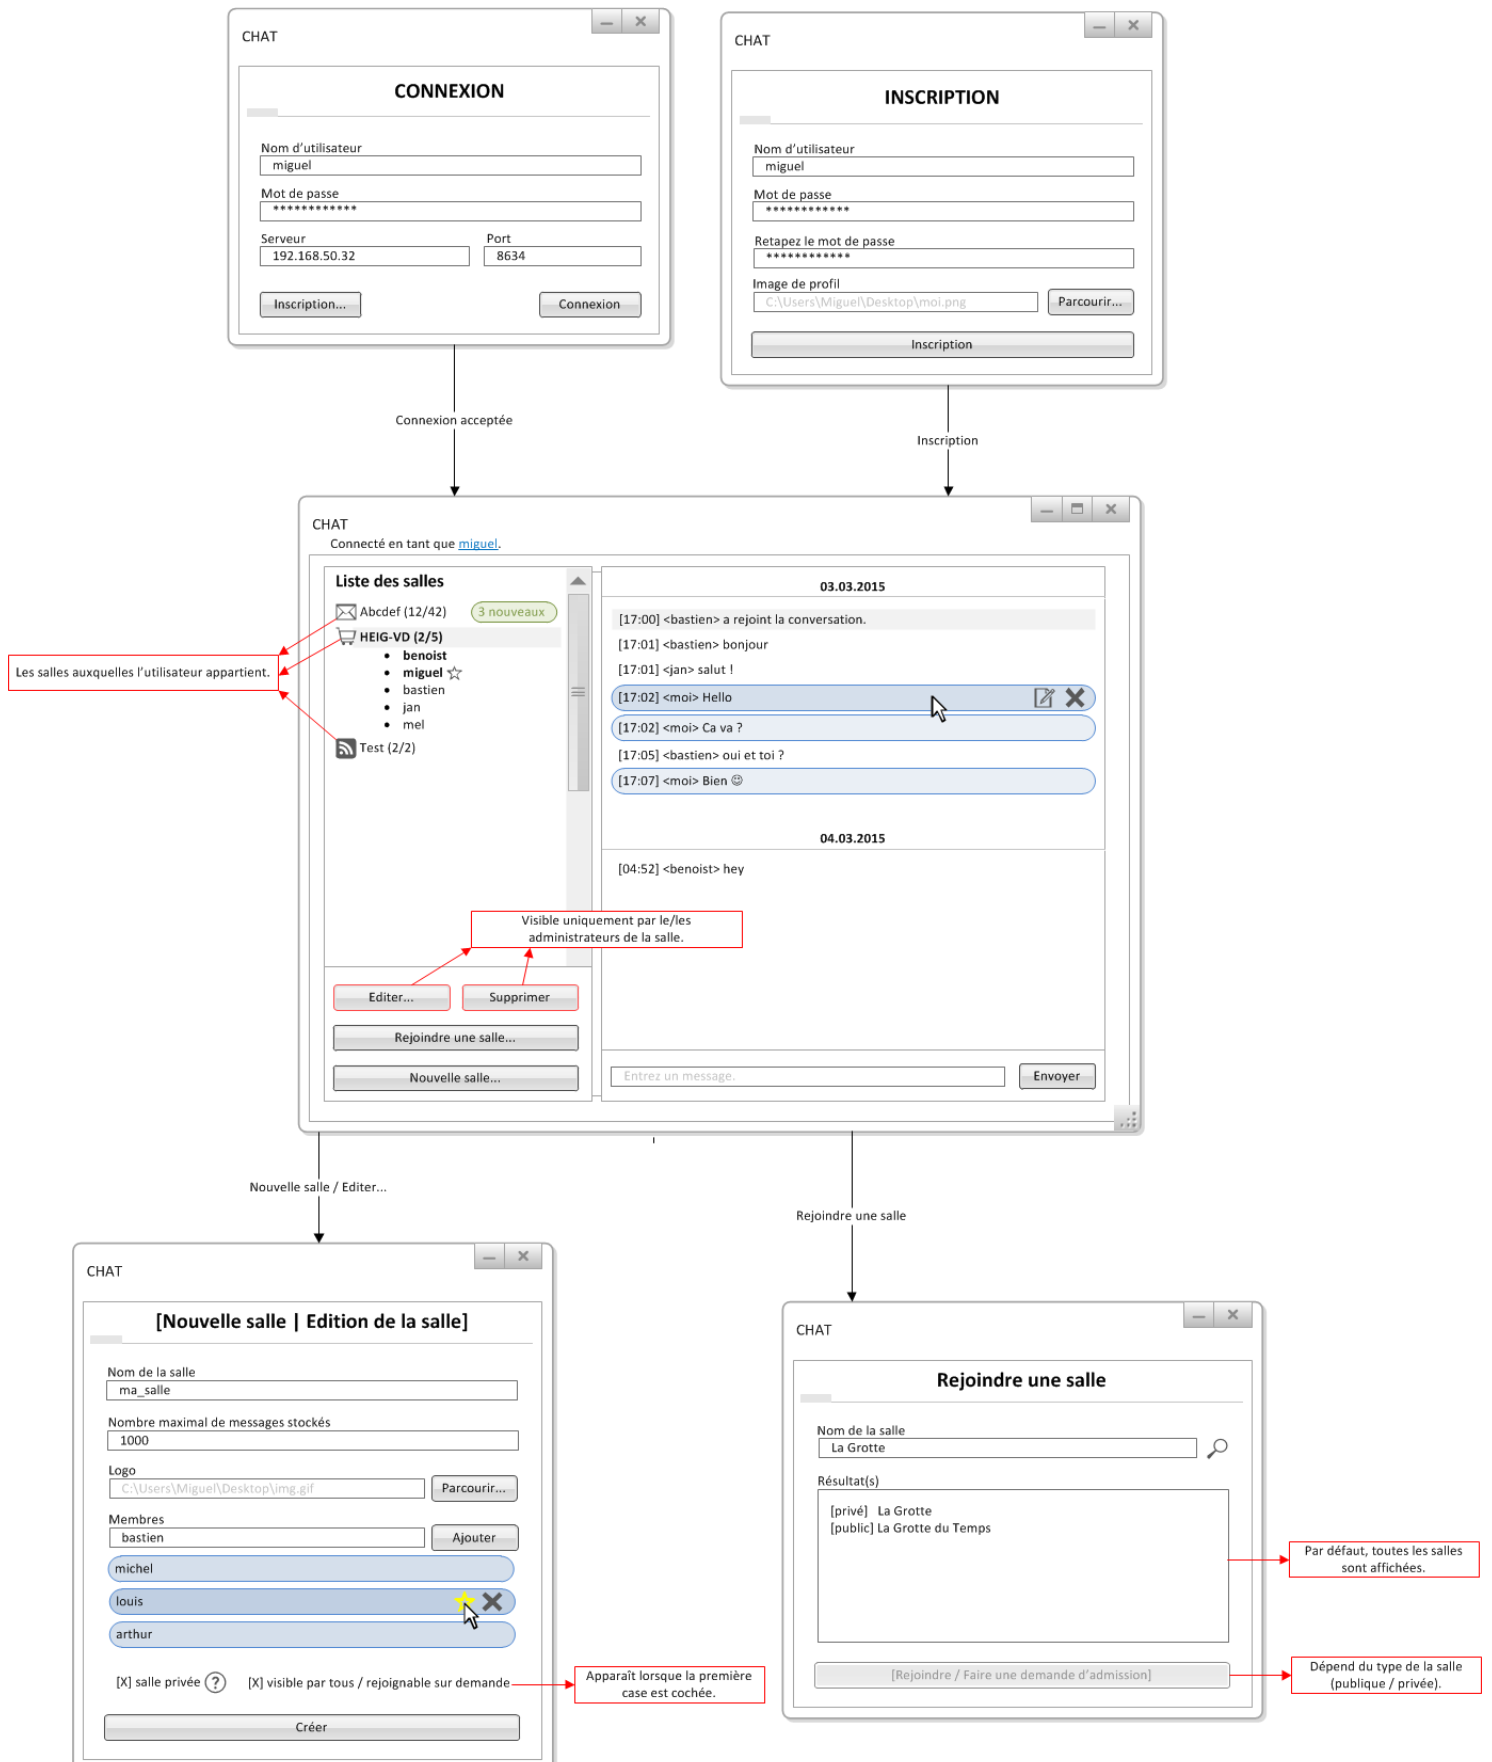 CHAT
CONNEXION
Nom d'utilisateur
miguel
Mot de passe
************
Serveur
Port
192.168.50.32
8634
Inscription...
Connexion
CHAT
INSCRIPTION
Nom d'utilisateur
miguel
Mot de passe
************
Retapez le mot de passe
************
Image de profil
C:\Users\Miguel\Desktop\moi.png
Parcourir...
Inscription
Connexion acceptée
Inscription
CHAT
Connecté en tant que miguel.
Liste des salles
Abcdef (12/42)
3 nouveaux
HEIG-VD (2/5)
• benoist
• miguel
• bastien
• jan
• mel
Test (2/2)
Les salles auxquelles l'utilisateur appartient.
03.03.2015
[17:00] <bastien> a rejoint la conversation.
[17:01] <bastien> bonjour
[17:01] <jan> salut !
[17:02] <moi> Hello
[17:02] <moi> Ca va ?
[17:05] <bastien> oui et toi ?
[17:07] <moi> Bien ☺
04.03.2015
[04:52] <benoist> hey
Visible uniquement par le/les
administrateurs de la salle.
Editer...
Supprimer
Rejoindre une salle...
Nouvelle salle...
Entrez un message.
Envoyer
Nouvelle salle / Editer...
Rejoindre une salle
CHAT
[Nouvelle salle | Edition de la salle]
Nom de la salle
ma_salle
Nombre maximal de messages stockés
1000
Logo
C:\Users\Miguel\Desktop\img.gif
Parcourir...
Membres
bastien
Ajouter
michel
louis
arthur
[X] salle privée ?
[X] visible par tous / rejoignable sur demande
Apparaît lorsque la première
case est cochée.
Créer
CHAT
Rejoindre une salle
Nom de la salle
La Grotte
Résultat(s)
[privé] La Grotte
[public] La Grotte du Temps
Par défaut, toutes les salles
sont affichées.
[Rejoindre / Faire une demande d'admission]
Dépend du type de la salle
(publique / privée).